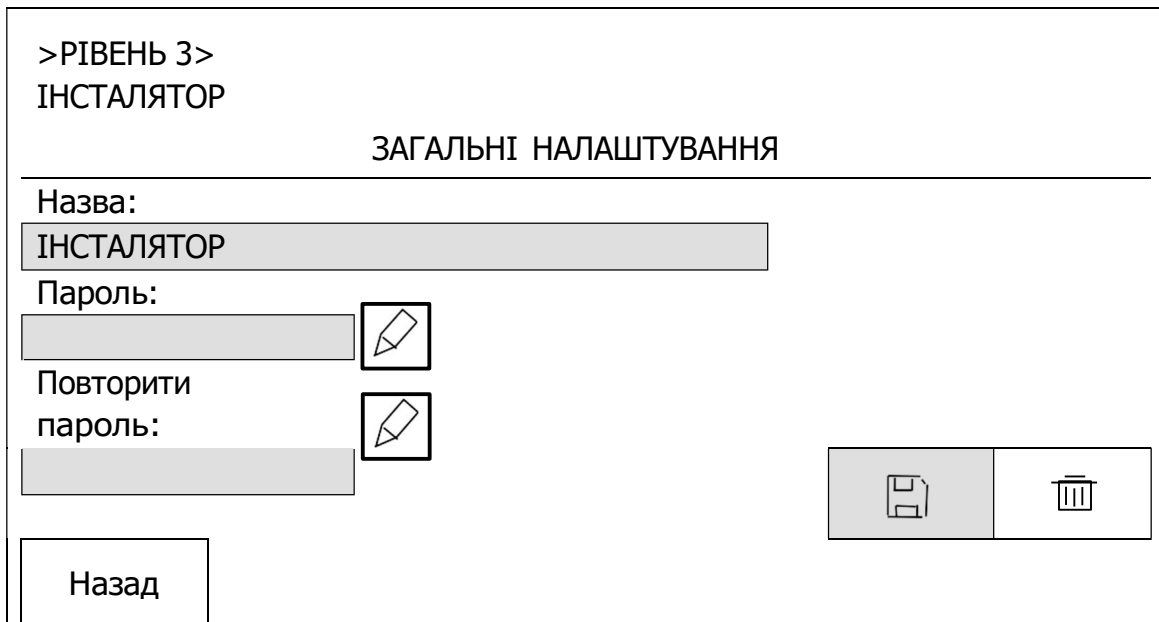 >РІВЕНЬ 3>
ІНСТАЛЯТОР
ЗАГАЛЬНІ НАЛАШТУВАННЯ
Назва:
ІНСТАЛЯТОР
Пароль:
Повторити
пароль:
Назад